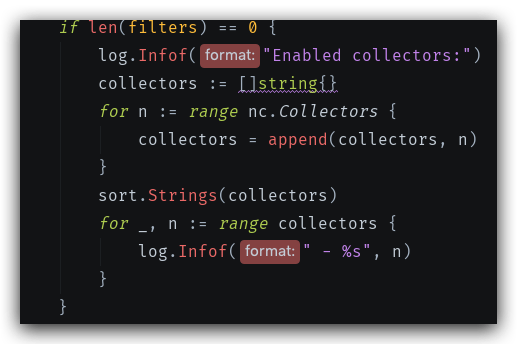 if len(filters) == 0 {
log.Infof( format: "Enabled collectors:")
collectors := []string{}
for n := range nc.Collectors {
collectors = append(collectors, n)
}
sort.Strings(collectors)
for _, n := range collectors {
log.Infof( format: " - %s", n)
}
}